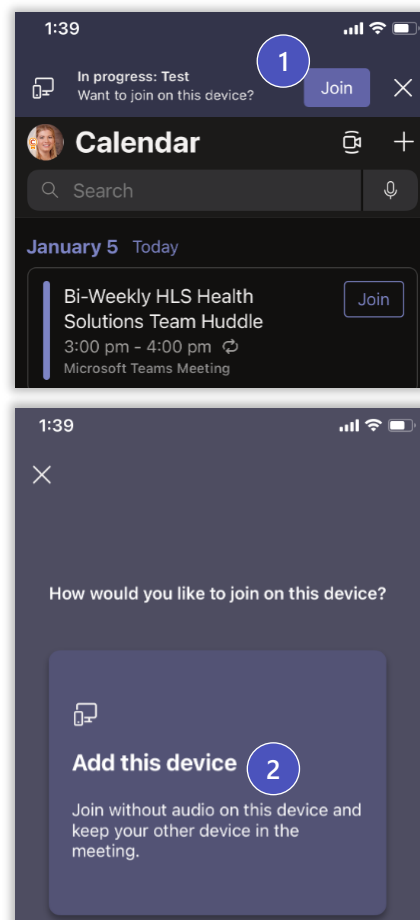 1:39
In progress: Test
Want to join on this device?
1
Join
Calendar
Search
January 5 Today
Bi-Weekly HLS Health
Solutions Team Huddle
Join
3:00 pm - 4:00 pm
Microsoft Teams Meeting
1:39
How would you like to join on this device?
Add this device
2
Join without audio on this device and
keep your other device in the
meeting.